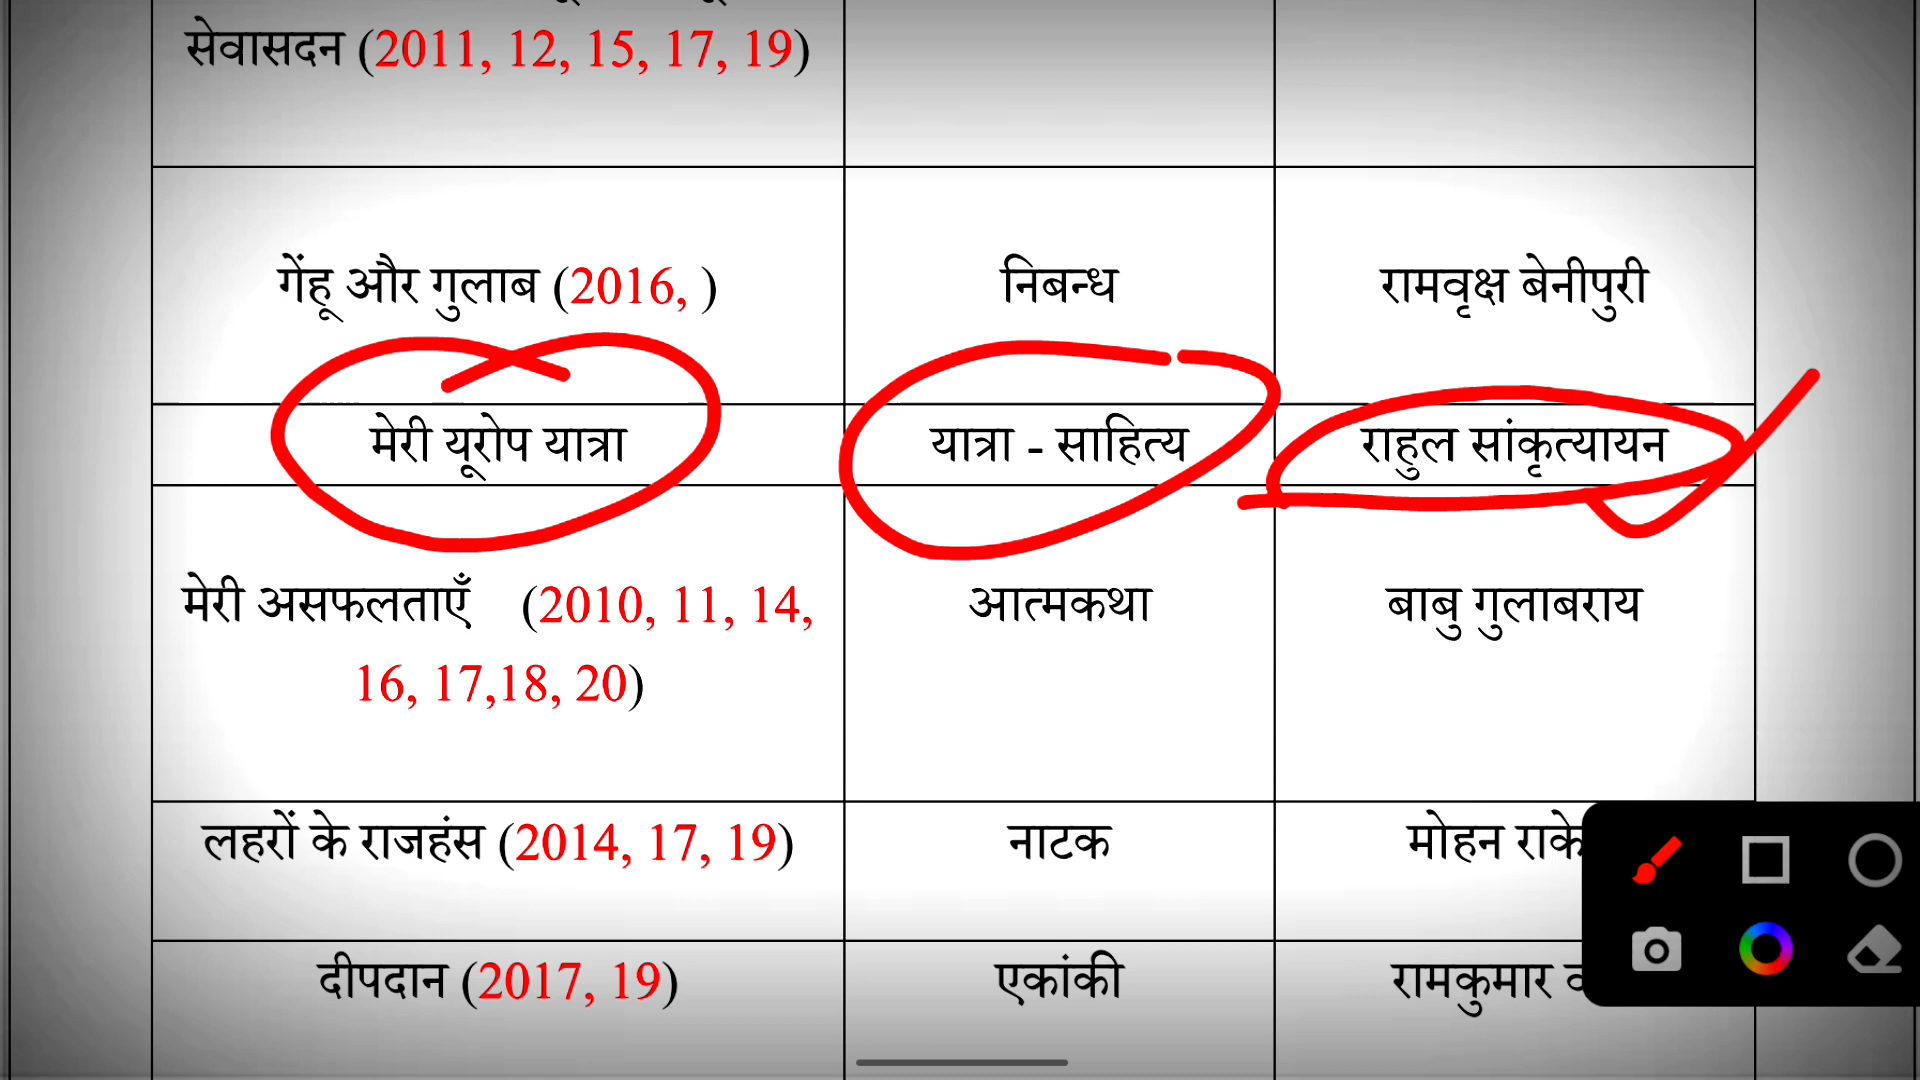 सेवासदन (2011, 12, 15, 17, 19)
गेंहू और गुलाब (2016, ) निबन्ध रामवृक्ष बेनीपुरी
मेरी यूरोप यात्रा यात्रा - साहित्य राहुल सांकृत्यायन
मेरी असफलताएँ (2010, 11, 14, आत्मकथा बाबु गुलाबराय
16, 17,18, 20)
लहरों के राजहंस (2014, 17, 19) नाटक मोहन
दीपदान (2017, 19) एकांकी रामकुमार